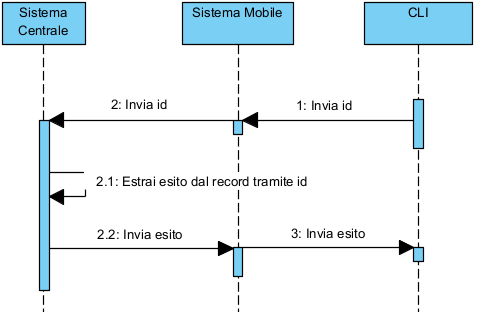 Sistema
Centrale
Sistema Mobile
CLI
2: Invia id
1: Invia id
2.1: Estrai esito dal record tramite id
2.2: Invia esito
3: Invia esito